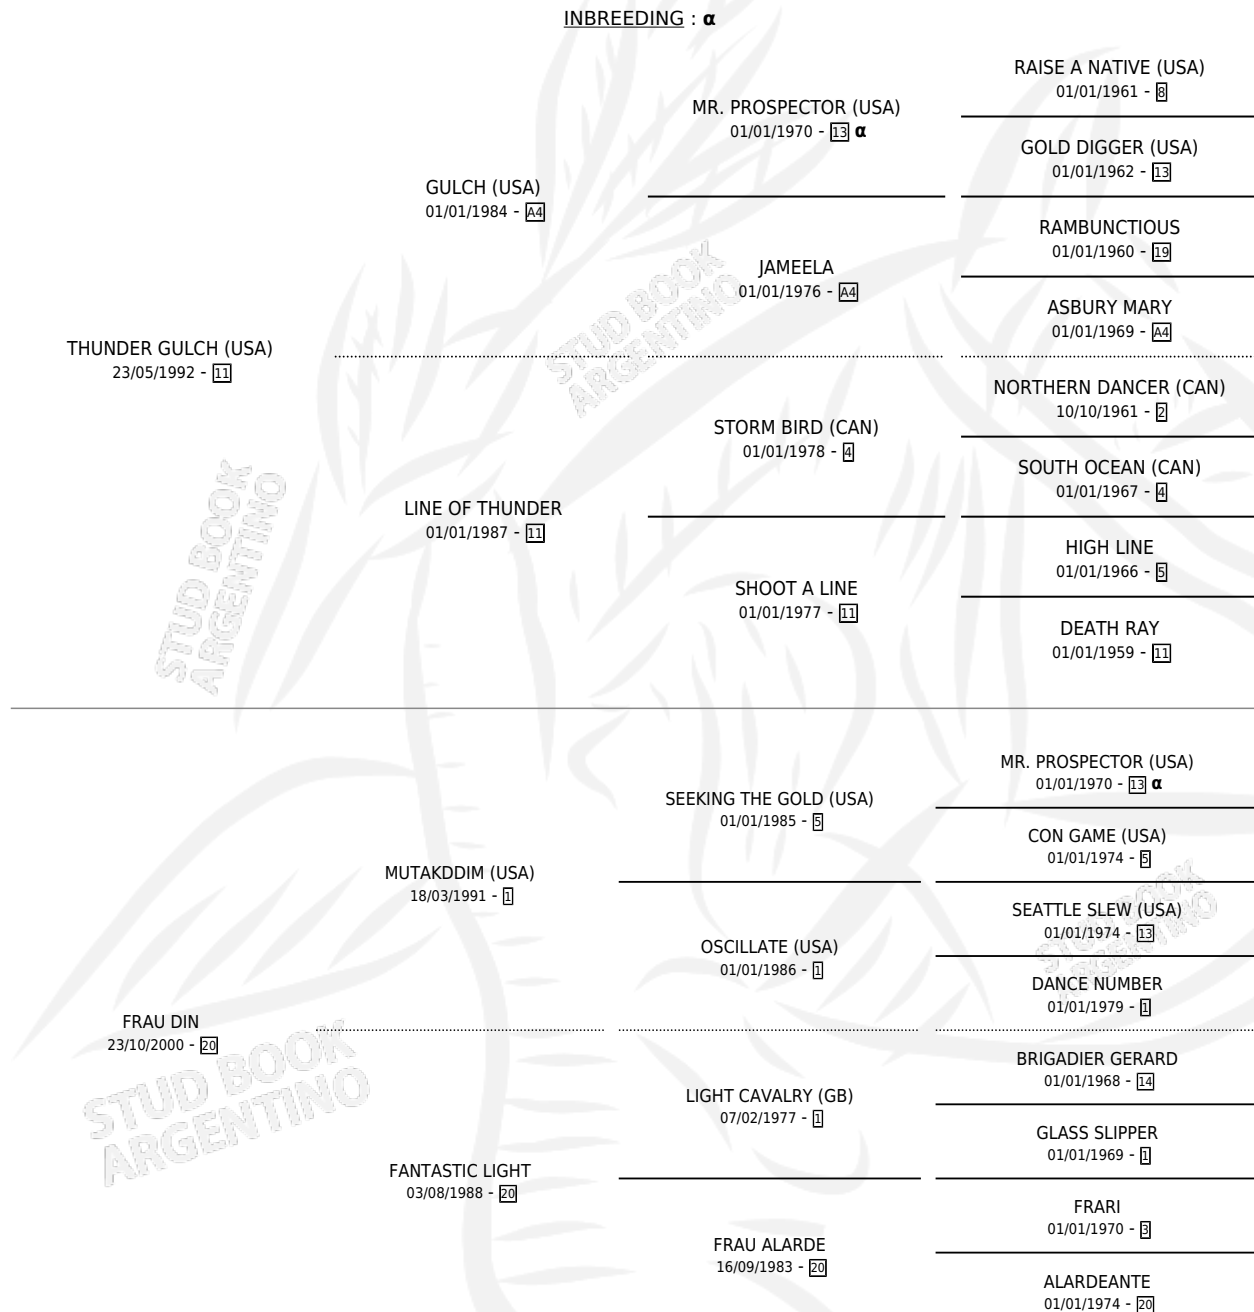 INBREEDING : α
RAISE A NATIVE (USA)
01/01/1961 - 8
MR. PROSPECTOR (USA)
01/01/1970 - 13 α
GOLD DIGGER (USA)
01/01/1962 - 13
GULCH (USA)
01/01/1984 - A4
RAMBUNCTIOUS
01/01/1960 - 19
JAMEELA
01/01/1976 - A4
ASBURY MARY
01/01/1969 - A4
THUNDER GULCH (USA)
23/05/1992 - 11
NORTHERN DANCER (CAN)
10/10/1961 - 2
STORM BIRD (CAN)
01/01/1978 - 4
SOUTH OCEAN (CAN)
01/01/1967 - 4
LINE OF THUNDER
01/01/1987 - 11
HIGH LINE
01/01/1966 - 5
SHOOT A LINE
01/01/1977 - 11
DEATH RAY
01/01/1959 - 11
STUD BOOK
ARGENTINO
STUD BOOK
ARGENTINO
MR. PROSPECTOR (USA)
01/01/1970 - 13 α
SEEKING THE GOLD (USA)
01/01/1985 - 5
CON GAME (USA)
01/01/1974 - 5
MUTAKDDIM (USA)
18/03/1991 - 1
SEATTLE SLEW (USA)
01/01/1974 - 13
OSCILLATE (USA)
01/01/1986 - 1
DANCE NUMBER
01/01/1979 - 1
FRAU DIN
23/10/2000 - 20
BRIGADIER GERARD
01/01/1968 - 14
LIGHT CAVALRY (GB)
07/02/1977 - 1
GLASS SLIPPER
01/01/1969 - 1
FANTASTIC LIGHT
03/08/1988 - 20
FRARI
01/01/1970 - 3
FRAU ALARDE
16/09/1983 - 20
ALARDEANTE
01/01/1974 - 20
STUD BOOK
ARGENTINO
STUD BOOK
ARGENTINO